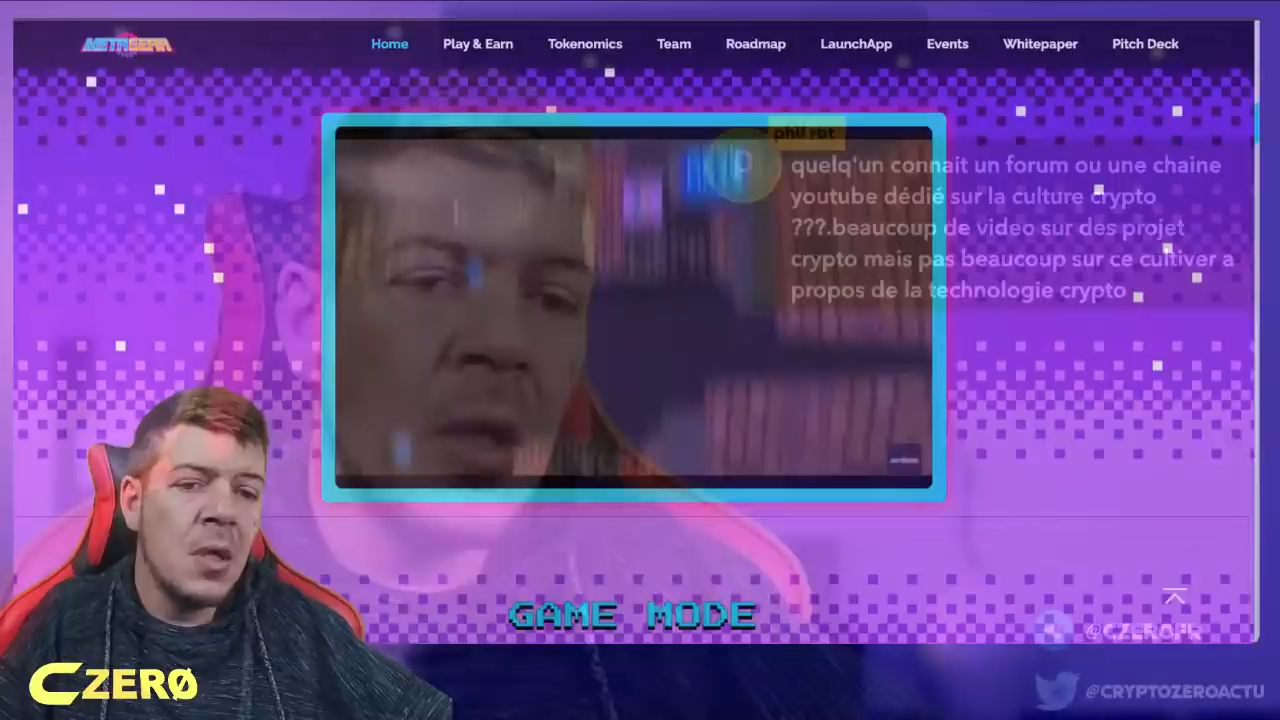 METAGEAR
Home
Play & Earn
Tokenomics
Team
Roadmap
LaunchApp
Events
Whitepaper
Pitch Deck
phil rbt
P
quelq'un connait un forum ou une chaine
youtube dédié sur la culture crypto
???.beaucoup de video sur des projet
crypto mais pas beaucoup sur ce cultiver a
propos de la technologie crypto
GAME MODE
@CZEROFR
CZERØ
@CRYPTOZEROACTU